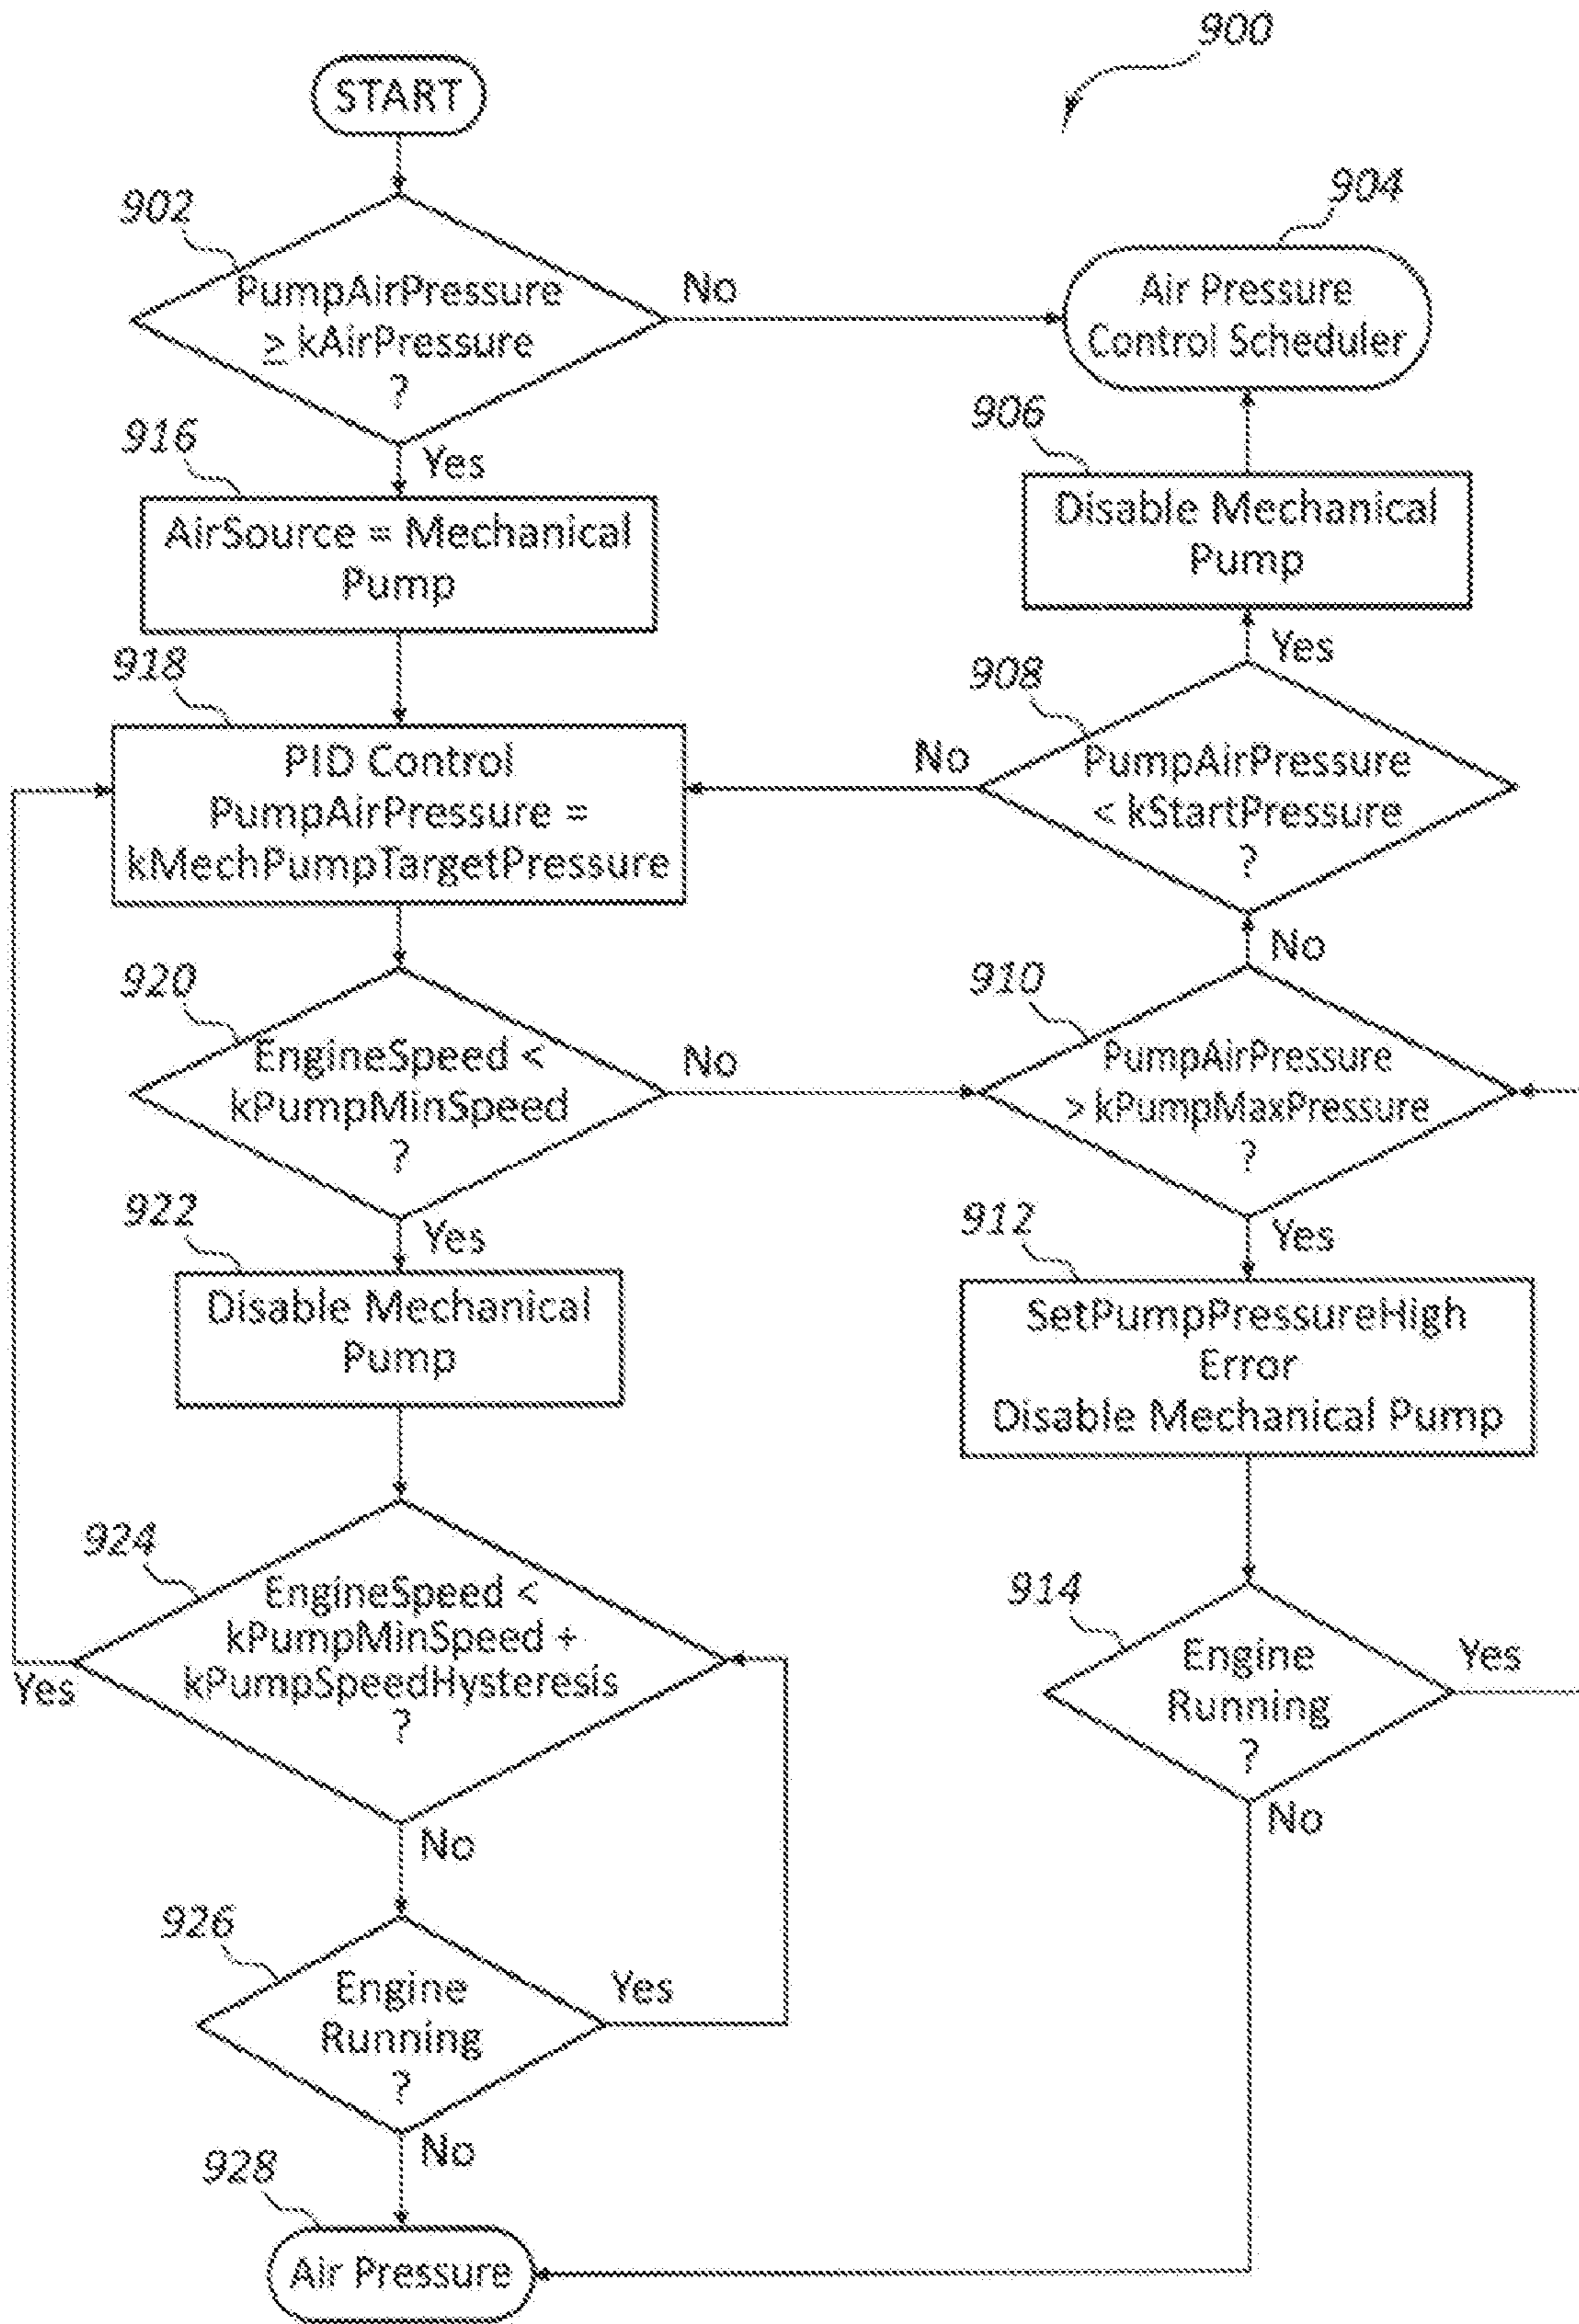 900
START
902
PumpAirPressure
≥ kAirPressure
?
No
Yes
904
Air Pressure
Control Scheduler
906
Disable Mechanical
Pump
Yes
916
AirSource = Mechanical
Pump
908
PumpAirPressure
< kStartPressure
?
No
No
918
PID Control
PumpAirPressure =
kMechPumpTargetPressure
920
EngineSpeed <
kPumpMinSpeed
?
No
Yes
910
PumpAirPressure
> kPumpMaxPressure
?
Yes
922
Disable Mechanical
Pump
912
SetPumpPressureHigh
Error
Disable Mechanical Pump
924
EngineSpeed <
kPumpMinSpeed +
kPumpSpeedHysteresis
?
Yes
No
914
Engine
Running
?
Yes
No
926
Engine
Running
?
Yes
No
928
Air Pressure